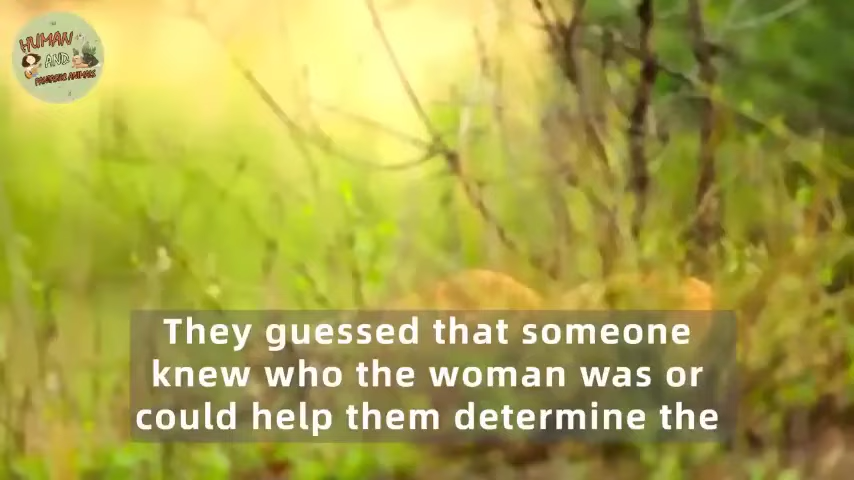 HUMAN
AND
They guessed that someone
knew who the woman was or
could help them determine the